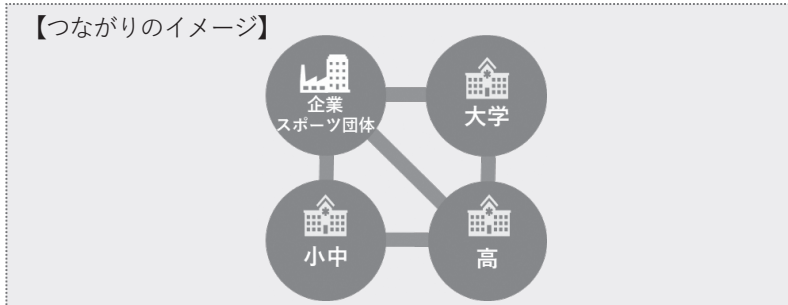 【つながりのイメージ】
企業
スポーツ団体
大学
小中
高